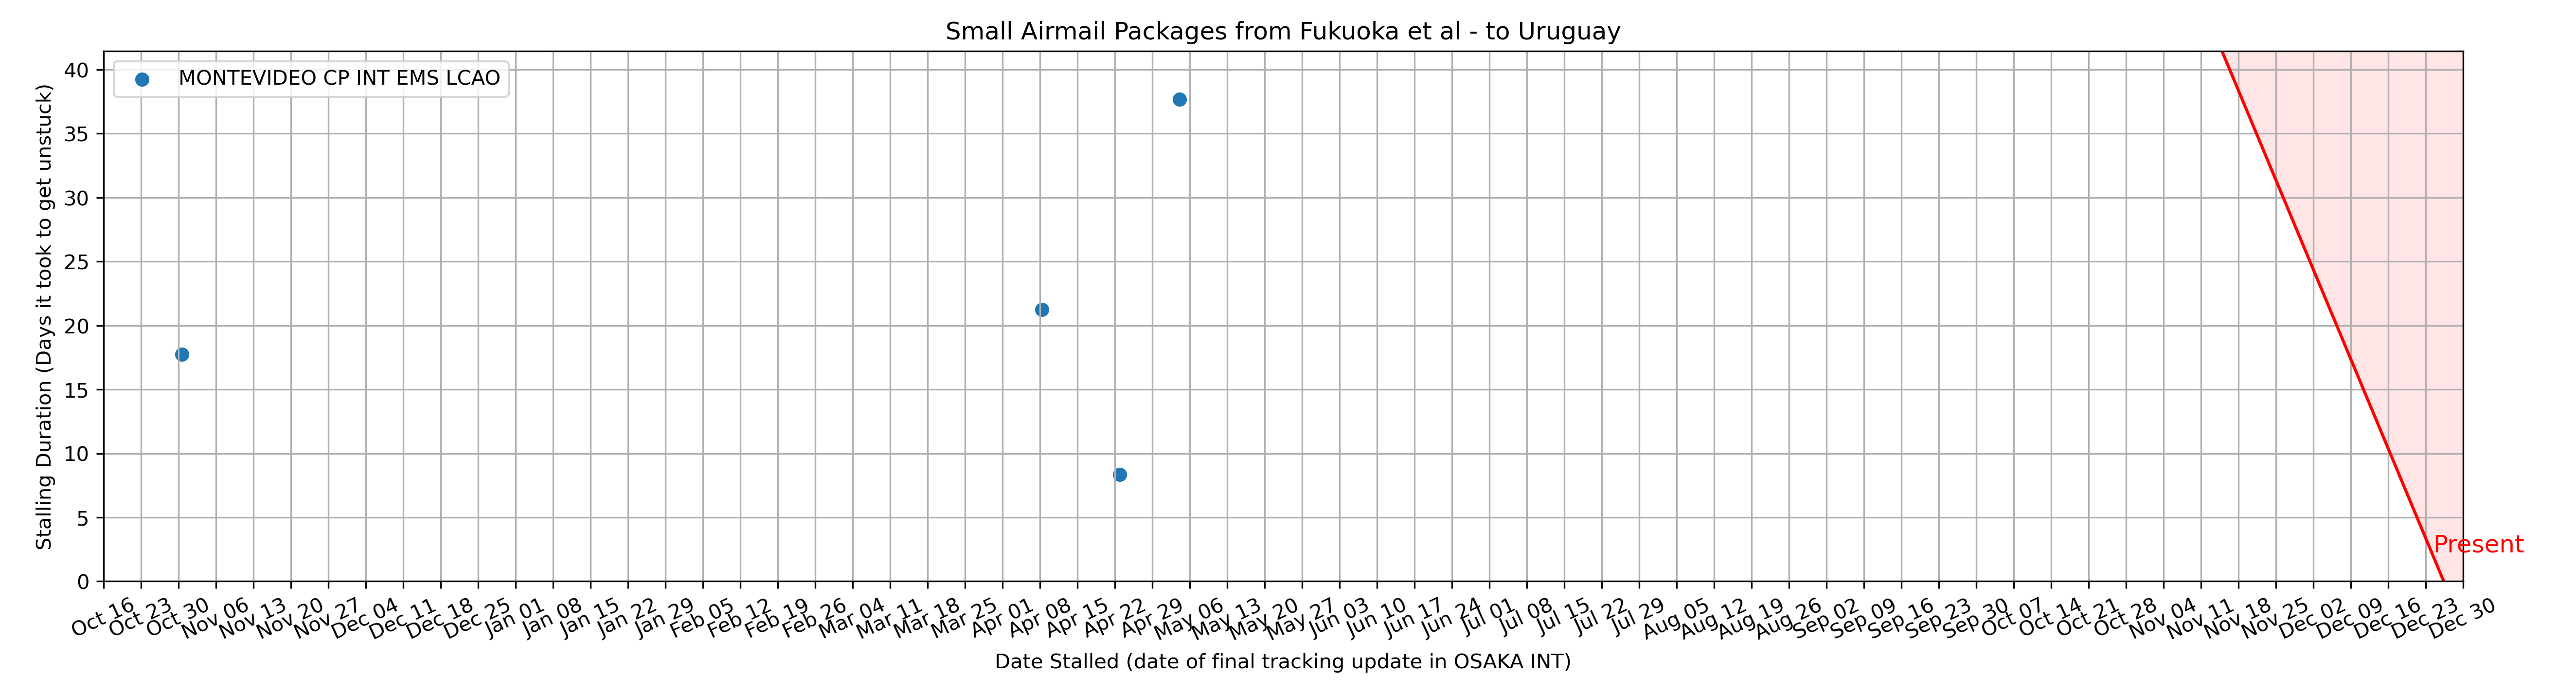 Small Airmail Packages from Fukuoka et al - to Uruguay
MONTEVIDEO CP INT EMS LCAO
Stalling Duration (Days it took to get unstuck)
40
35
30
25
20
15
10
5
0
Present
Oct 16
Oct 23
Oct 30
Nov 06
Nov 13
Nov 20
Nov 27
Dec 04
Dec 11
Dec 18
Dec 25
Jan 01
Jan 08
Jan 15
Jan 22
Jan 29
Feb 05
Feb 12
Feb 19
Feb 26
Mar 04
Mar 11
Mar 18
Mar 25
Apr 01
Apr 08
Apr 15
Apr 22
Apr 29
May 06
May 13
May 20
May 27
Jun 03
Jun 10
Jun 17
Jun 24
Jul 01
Jul 08
Jul 15
Jul 22
Jul 29
Aug 05
Aug 12
Aug 19
Aug 26
Sep 02
Sep 09
Sep 16
Sep 23
Sep 30
Oct 07
Oct 14
Oct 21
Oct 28
Nov 04
Nov 11
Nov 18
Nov 25
Dec 02
Dec 09
Dec 16
Dec 23
Dec 30
Date Stalled (date of final tracking update in OSAKA INT)